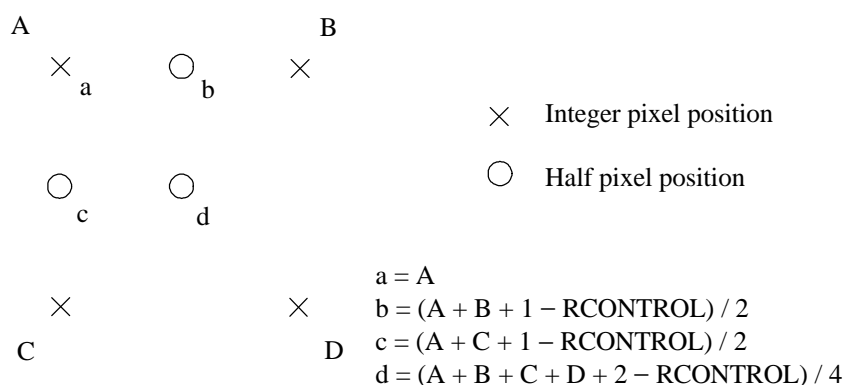 A
B
a
b
Integer pixel position
Half pixel position
c
d
a = A
b = (A + B + 1 − RCONTROL) / 2
C
D
c = (A + C + 1 − RCONTROL) / 2
d = (A + B + C + D + 2 − RCONTROL) / 4